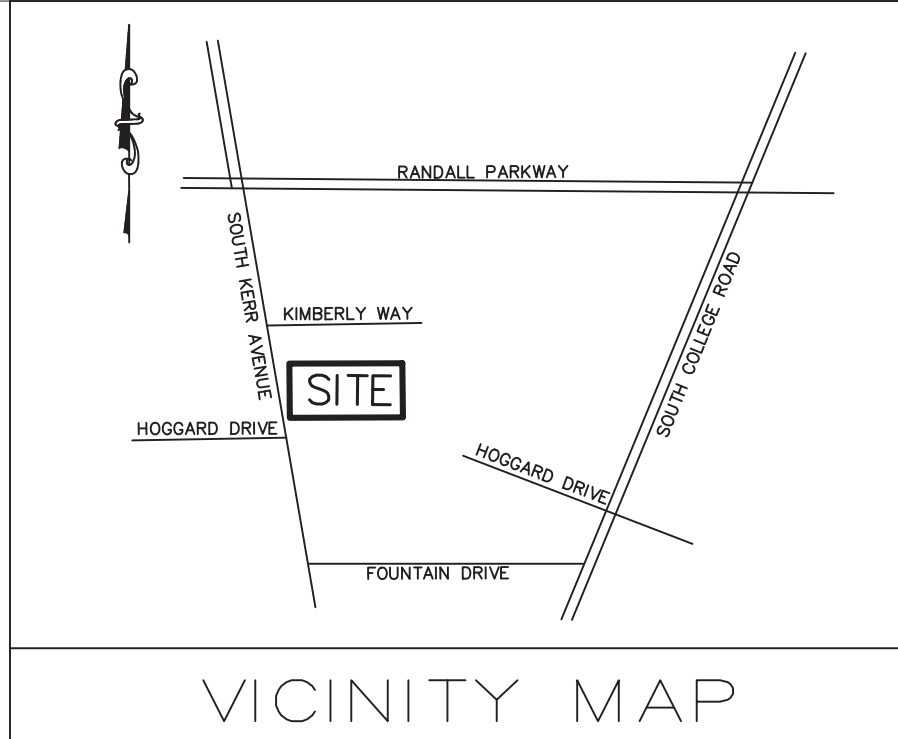 RANDALL PARKWAY
SOUTH KERR AVENUE
KIMBERLY WAY
SOUTH COLLEGE ROAD
SITE
HOGGARD DRIVE
HOGGARD DRIVE
FOUNTAIN DRIVE
VICINITY MAP